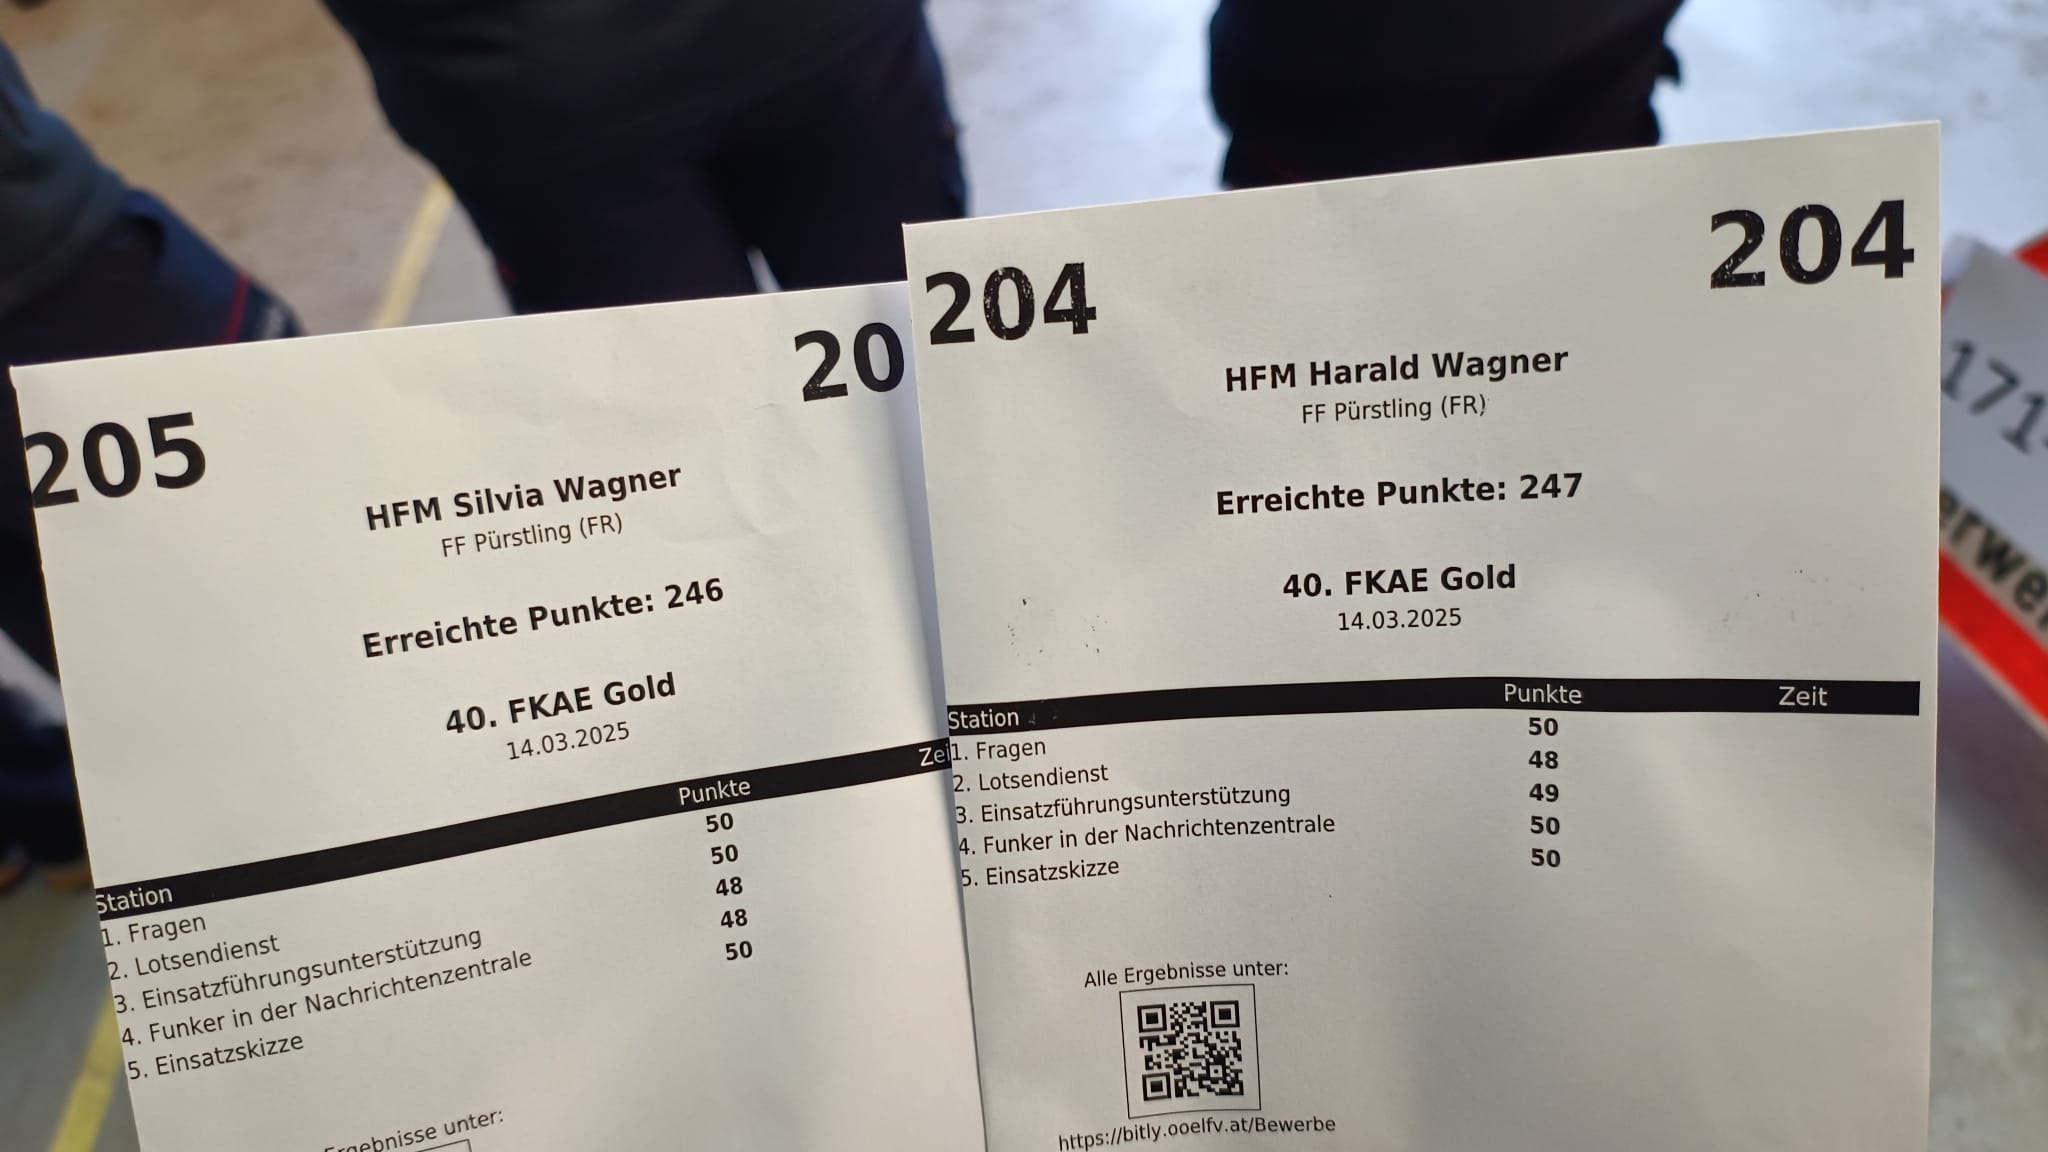 205 20
HFM Silvia Wagner
FF Pürstling (FR)
Erreichte Punkte: 246
40. FKAE Gold
14.03.2025
Station Punkte Zei
1. Fragen 50
2. Lotsendienst 50
3. Einsatzführungsunterstützung 48
4. Funker in der Nachrichtenzentrale 48
5. Einsatzskizze 50
Ergebnisse unter:
204 204
HFM Harald Wagner
FF Pürstling (FR)
Erreichte Punkte: 247
40. FKAE Gold
14.03.2025
Station Punkte Zeit
1. Fragen 50
2. Lotsendienst 48
3. Einsatzführungsunterstützung 49
4. Funker in der Nachrichtenzentrale 50
5. Einsatzskizze 50
Alle Ergebnisse unter:
https://bitly.ooelfv.at/Bewerbe
171